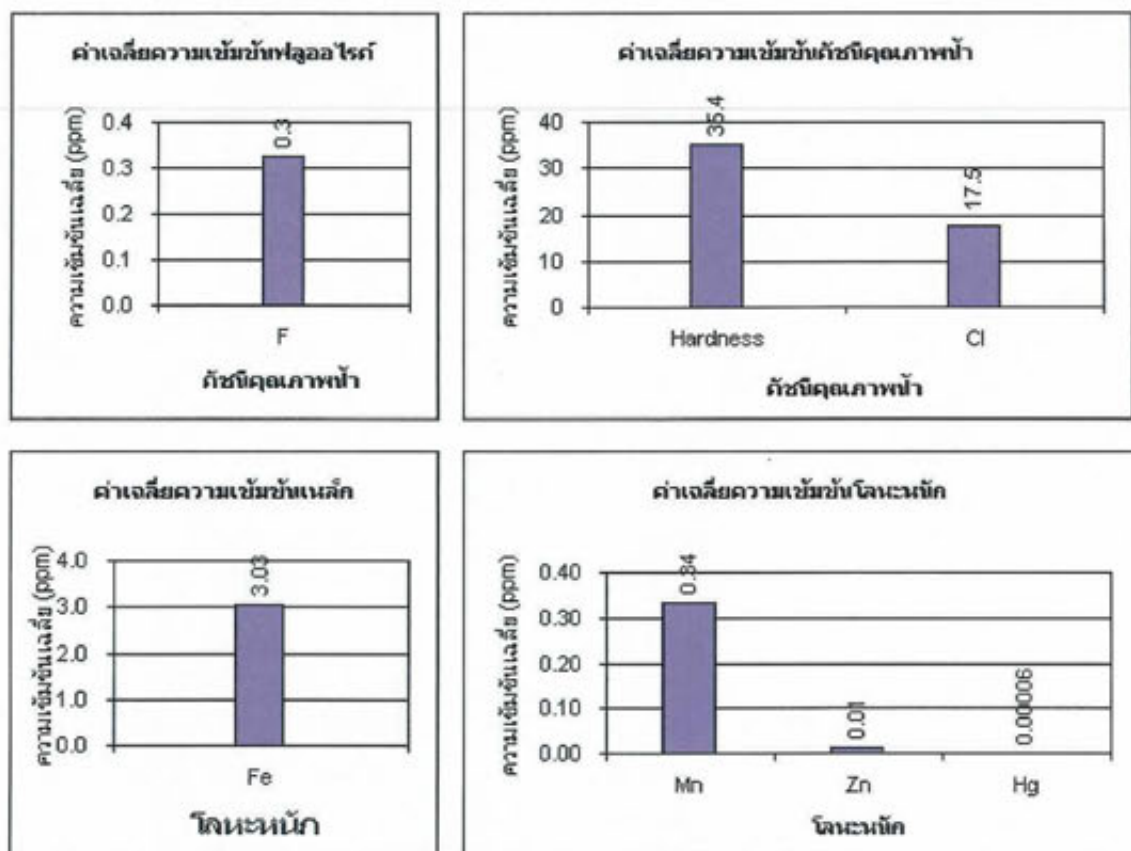 ค่าเฉลี่ยความเข้มข้นฟลูออไรด์
ความเข้มข้นเฉลี่ย (ppm)
0.4
0.3
0.2
0.1
0.0
0.3
F
ดัชนีคุณภาพน้ำ
ค่าเฉลี่ยความเข้มข้นดัชนีคุณภาพน้ำ
ความเข้มข้นเฉลี่ย (ppm)
40
30
20
10
0
35.4
17.5
Hardness
Cl
ดัชนีคุณภาพน้ำ
ค่าเฉลี่ยความเข้มข้นเหล็ก
ความเข้มข้นเฉลี่ย (ppm)
4.0
3.0
2.0
1.0
0.0
3.03
Fe
โลหะหนัก
ค่าเฉลี่ยความเข้มข้นโลหะหนัก
ความเข้มข้นเฉลี่ย (ppm)
0.40
0.30
0.20
0.10
0.00
0.34
0.01
0.00006
Mn
Zn
Hg
โลหะหนัก